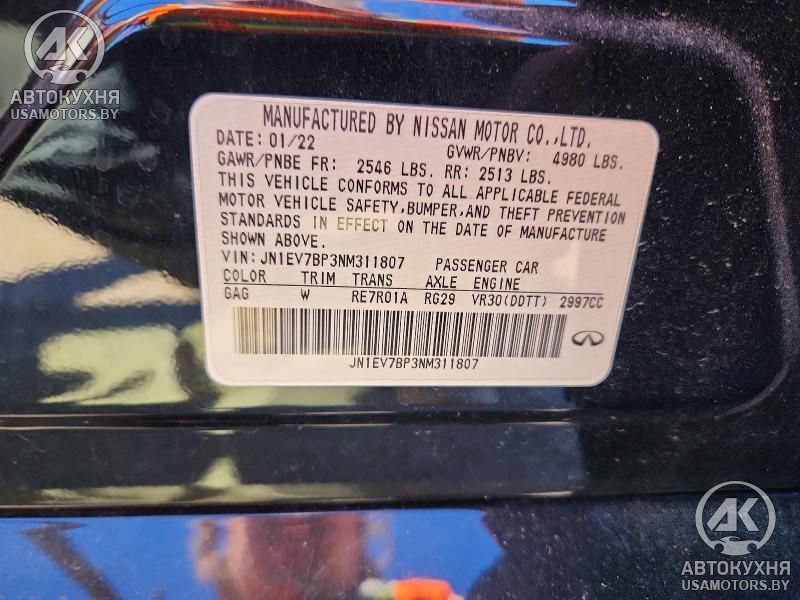 AK
АВТОКУХНЯ
USAMOTORS.BY
MANUFACTURED BY NISSAN MOTOR CO.,LTD.
DATE: 01/22 GVWR/PNBV: 4980 LBS.
GAWR/PNBE FR: 2546 LBS. RR: 2513 LBS.
THIS VEHICLE CONFORMS TO ALL APPLICABLE FEDERAL
MOTOR VEHICLE SAFETY,BUMPER,AND THEFT PREVENTION
STANDARDS IN EFFECT ON THE DATE OF MANUFACTURE
SHOWN ABOVE.
VIN: JN1EV7BP3NM311807 PASSENGER CAR
COLOR TRIM TRANS AXLE ENGINE
GAG W RE7R01A RG29 VR30(DDTT) 2997CC
JN1EV7BP3NM311807
AK
АВТОКУХНЯ
USAMOTORS.BY